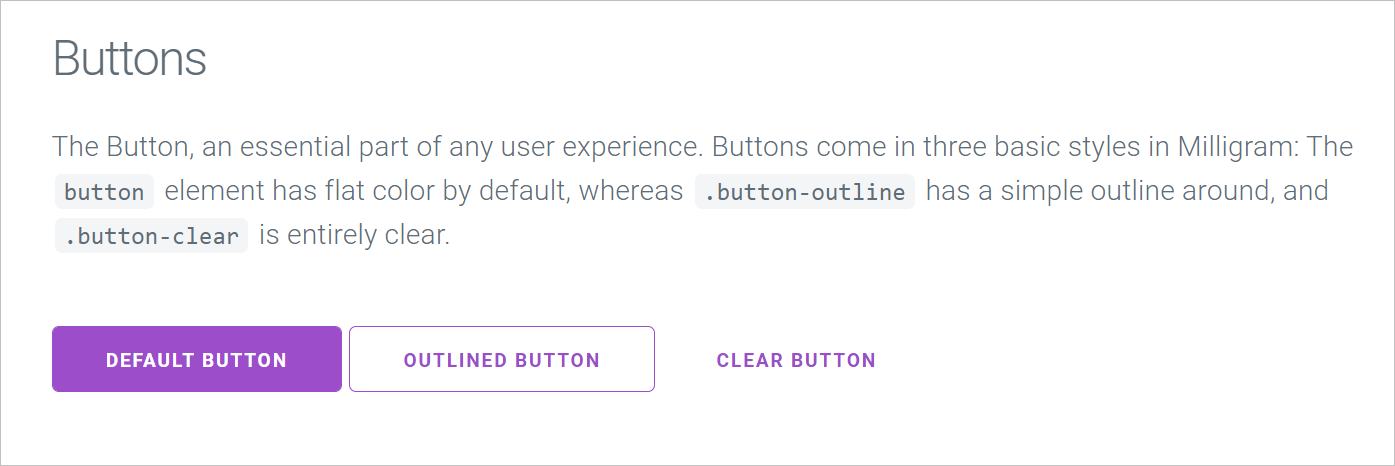 Buttons
The Button, an essential part of any user experience. Buttons come in three basic styles in Milligram: The
button element has flat color by default, whereas .button-outline has a simple outline around, and
.button-clear is entirely clear.
DEFAULT BUTTON OUTLINED BUTTON CLEAR BUTTON